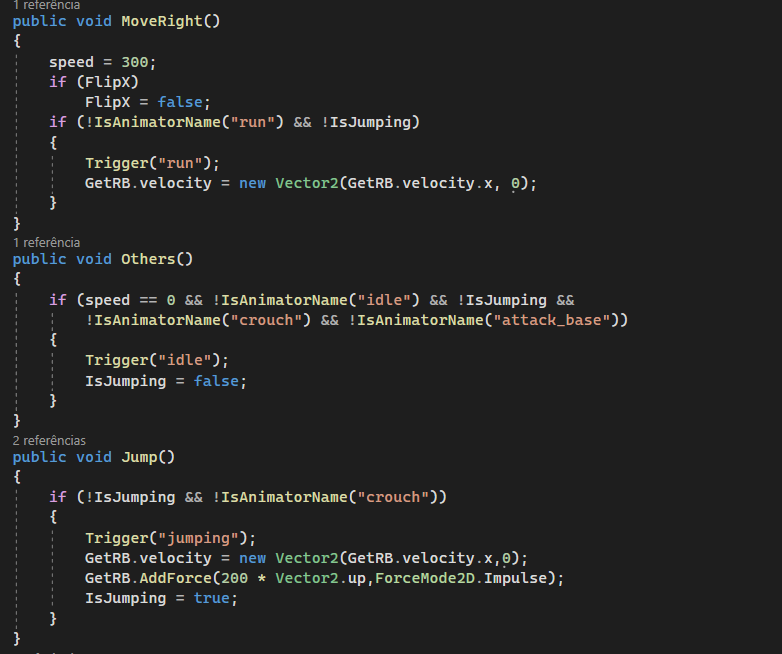 1 referência
public void MoveRight()
{
speed = 300;
if (FlipX)
FlipX = false;
if (!IsAnimatorName("run") && !IsJumping)
{
Trigger("run");
GetRB.velocity = new Vector2(GetRB.velocity.x, 0);
}
}
1 referência
public void Others()
{
if (speed == 0 && !IsAnimatorName("idle") && !IsJumping &&
!IsAnimatorName("crouch") && !IsAnimatorName("attack_base"))
{
Trigger("idle");
IsJumping = false;
}
}
2 referências
public void Jump()
{
if (!IsJumping && !IsAnimatorName("crouch"))
{
Trigger("jumping");
GetRB.velocity = new Vector2(GetRB.velocity.x,0);
GetRB.AddForce(200 * Vector2.up,ForceMode2D.Impulse);
IsJumping = true;
}
}